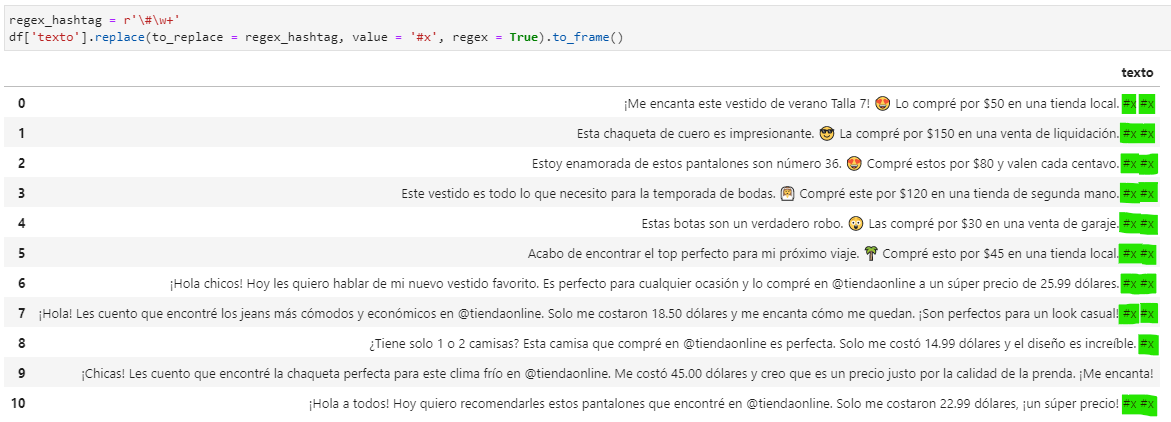 regex_hashtag = r'\#\w+'
df['texto'].replace(to_replace = regex_hashtag, value = '#x', regex = True).to_frame()
texto
0 ¡Me encanta este vestido de verano Talla 7! 😍 Lo compré por $50 en una tienda local. #x #x
1 Esta chaqueta de cuero es impresionante. 😎 La compré por $150 en una venta de liquidación. #x #x
2 Estoy enamorada de estos pantalones son número 36. 😍 Compré estos por $80 y valen cada centavo. #x #x
3 Este vestido es todo lo que necesito para la temporada de bodas. 👰 Compré este por $120 en una tienda de segunda mano. #x #x
4 Estas botas son un verdadero robo. 😮 Las compré por $30 en una venta de garaje. #x #x
5 Acabo de encontrar el top perfecto para mi próximo viaje. 🌴 Compré esto por $45 en una tienda local. #x #x
6 ¡Hola chicos! Hoy les quiero hablar de mi nuevo vestido favorito. Es perfecto para cualquier ocasión y lo compré en @tiendaonline a un súper precio de 25.99 dólares. #x #x
7 ¡Hola! Les cuento que encontré los jeans más cómodos y económicos en @tiendaonline. Solo me costaron 18.50 dólares y me encanta cómo me quedan. ¡Son perfectos para un look casual! #x #x
8 ¿Tiene solo 1 o 2 camisas? Esta camisa que compré en @tiendaonline es perfecta. Solo me costó 14.99 dólares y el diseño es increíble. #x
9 ¡Chicas! Les cuento que encontré la chaqueta perfecta para este clima frío en @tiendaonline. Me costó 45.00 dólares y creo que es un precio justo por la calidad de la prenda. ¡Me encanta!
10 ¡Hola a todos! Hoy quiero recomendarles estos pantalones que encontré en @tiendaonline. Solo me costaron 22.99 dólares, ¡un súper precio! #x #x